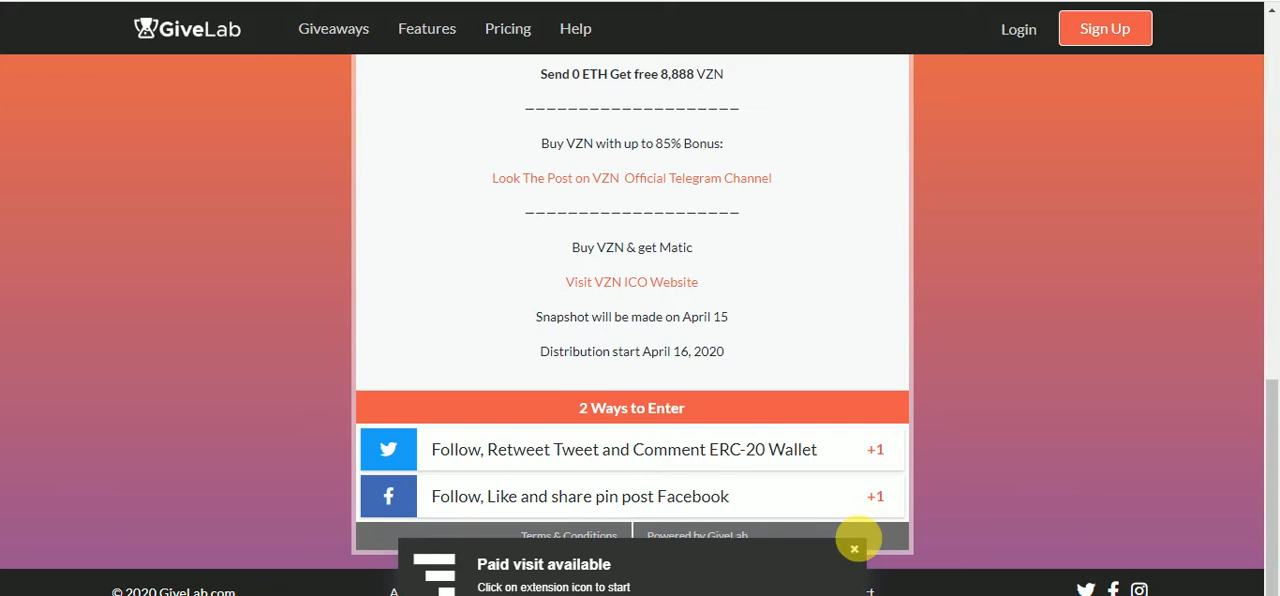 GiveLab Giveaways Features Pricing Help Login Sign Up
Send 0 ETH Get free 8,888 VZN
____________________
Buy VZN with up to 85% Bonus:
Look The Post on VZN Official Telegram Channel
____________________
Buy VZN & get Matic
Visit VZN ICO Website
Snapshot will be made on April 15
Distribution start April 16, 2020
2 Ways to Enter
Follow, Retweet Tweet and Comment ERC-20 Wallet +1
Follow, Like and share pin post Facebook +1
Terms & Conditions Powered by GiveLab
Paid visit available
Click on extension icon to start
© 2020 GiveLab.com